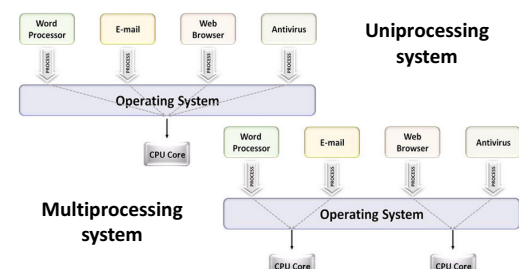 Word Processor
E-mail
Web Browser
Antivirus
PROCESS
PROCESS
PROCESS
PROCESS
Operating System
CPU Core
Uniprocessing
system
Word Processor
E-mail
Web Browser
Antivirus
PROCESS
PROCESS
PROCESS
PROCESS
Operating System
CPU Core
CPU Core
Multiprocessing
system